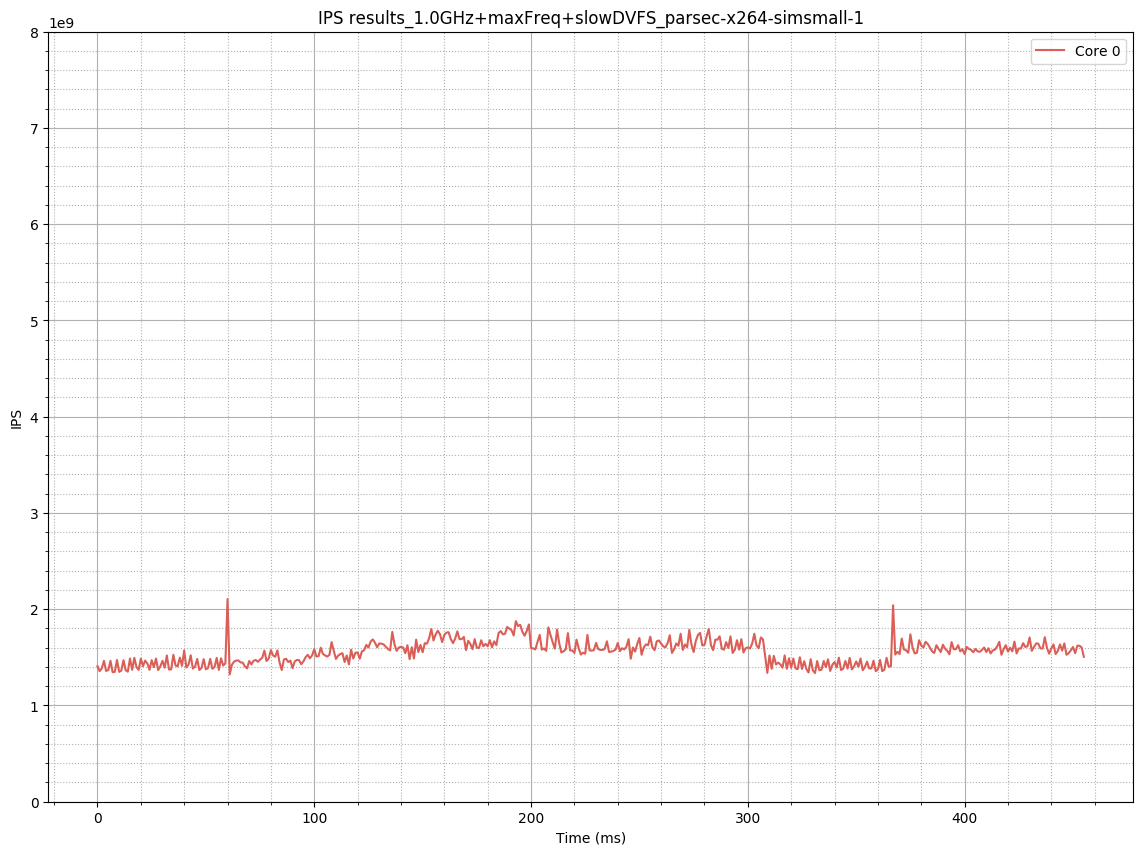 IPS results_1.0GHz+maxFreq+slowDVFS_parsec-x264-simsmall-1
1e9
Core 0
8
7
6
5
4
3
2
1
0
IPS
0 100 200 300 400
Time (ms)